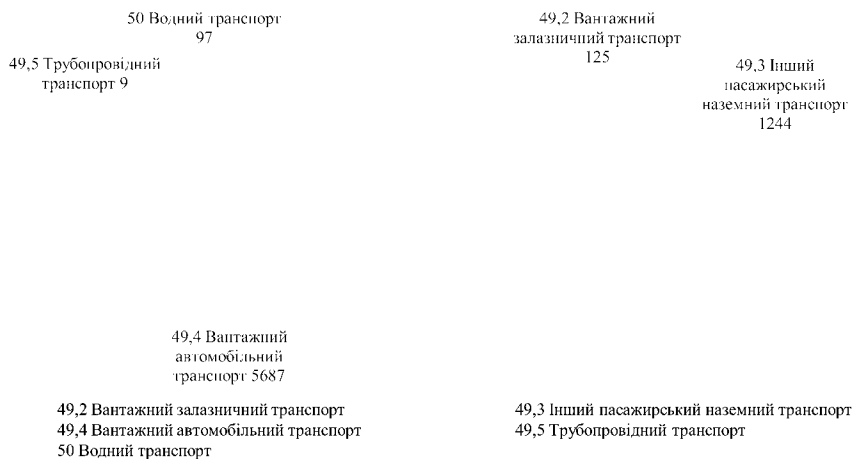 50 Водний транспорт
97
49,2 Вантажний
залазничний транспорт
125
49,5 Трубопровідний
транспорт 9
49,3 Інший
пасажирський
наземний транспорт
1244
49,4 Вантажний
автомобільний
транспорт 5687
49,2 Вантажний залазничний транспорт
49,3 Інший пасажирський наземний транспорт
49,4 Вантажний автомобільний транспорт
49,5 Трубопровідний транспорт
50 Водний транспорт